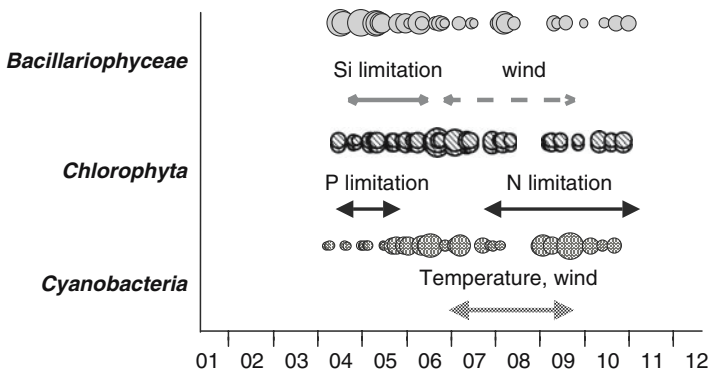 Bacillariophyceae
Si limitation wind
Chlorophyta
P limitation N limitation
Cyanobacteria
Temperature, wind
01 02 03 04 05 06 07 08 09 10 11 12